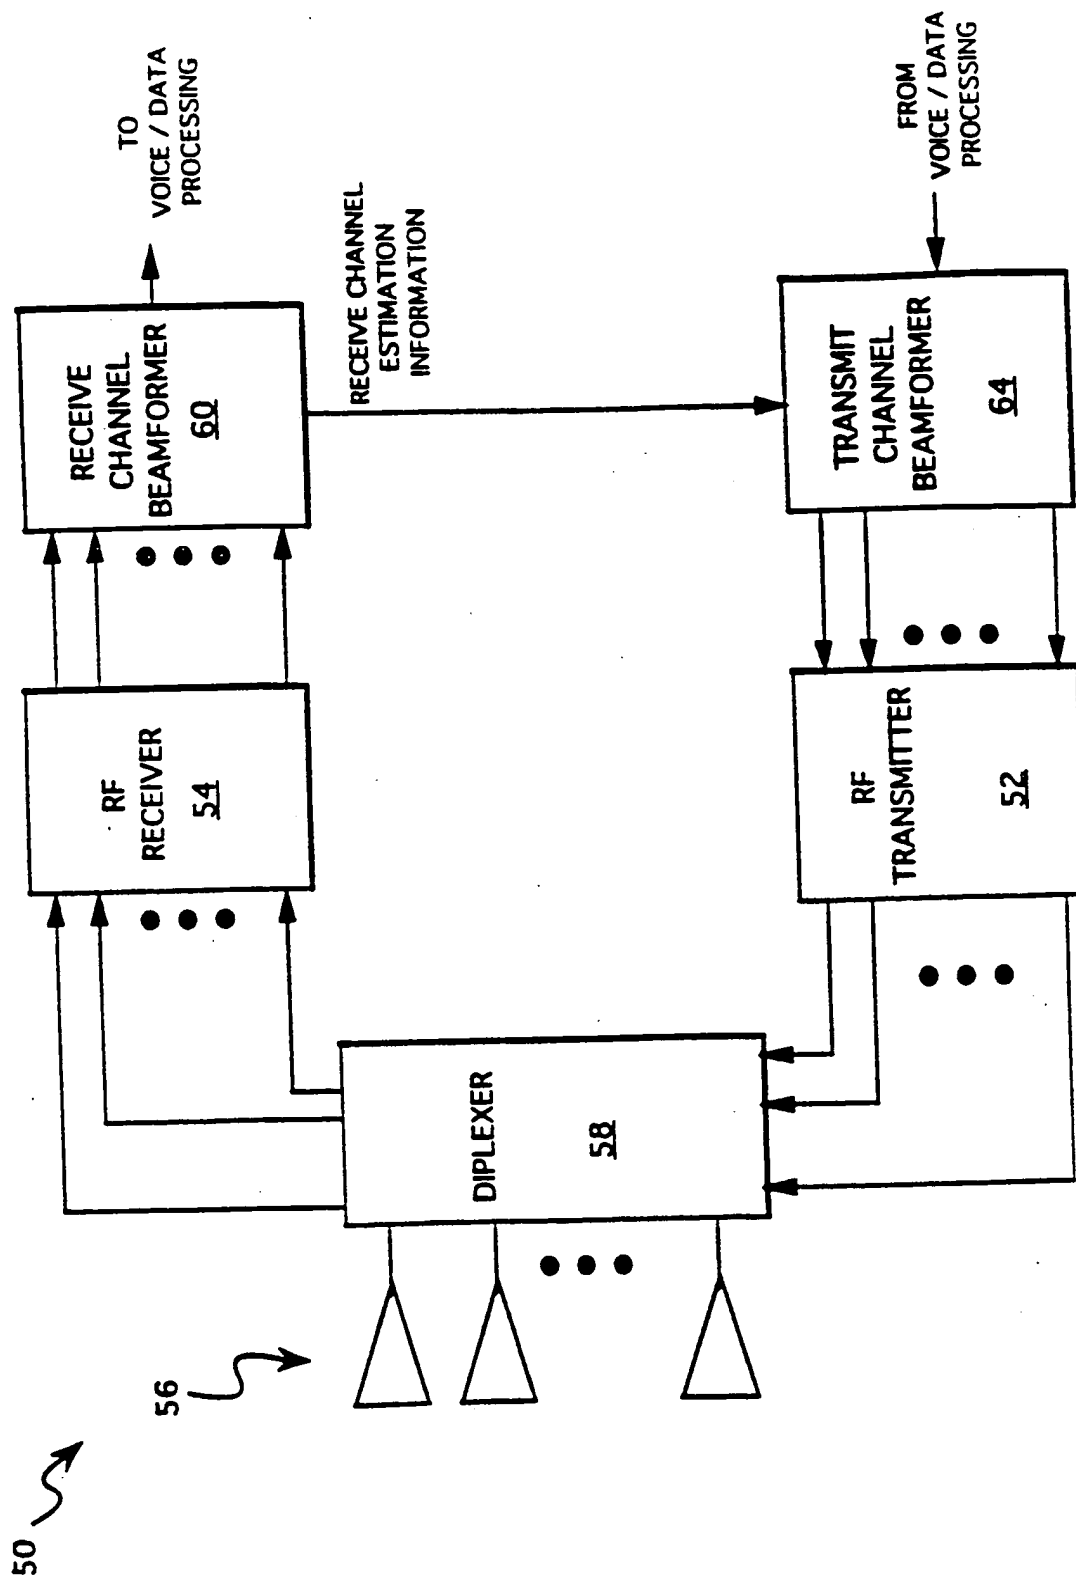 50
56
DIPLEXER
58
RF
RECEIVER
54
RECEIVE
CHANNEL
BEAMFORMER
60
TO
VOICE / DATA
PROCESSING
RECEIVE CHANNEL
ESTIMATION
INFORMATION
RF
TRANSMITTER
52
TRANSMIT
CHANNEL
BEAMFORMER
64
FROM
VOICE / DATA
PROCESSING